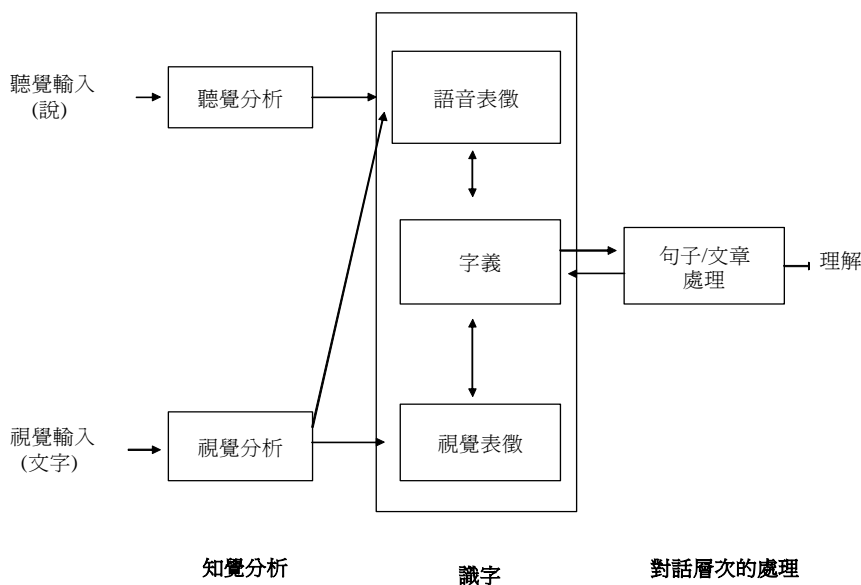 聽覺輸入
(說)
聽覺分析
語音表徵
字義
句子/文章
處理
理解
視覺輸入
(文字)
視覺分析
視覺表徵
知覺分析
識字
對話層次的處理